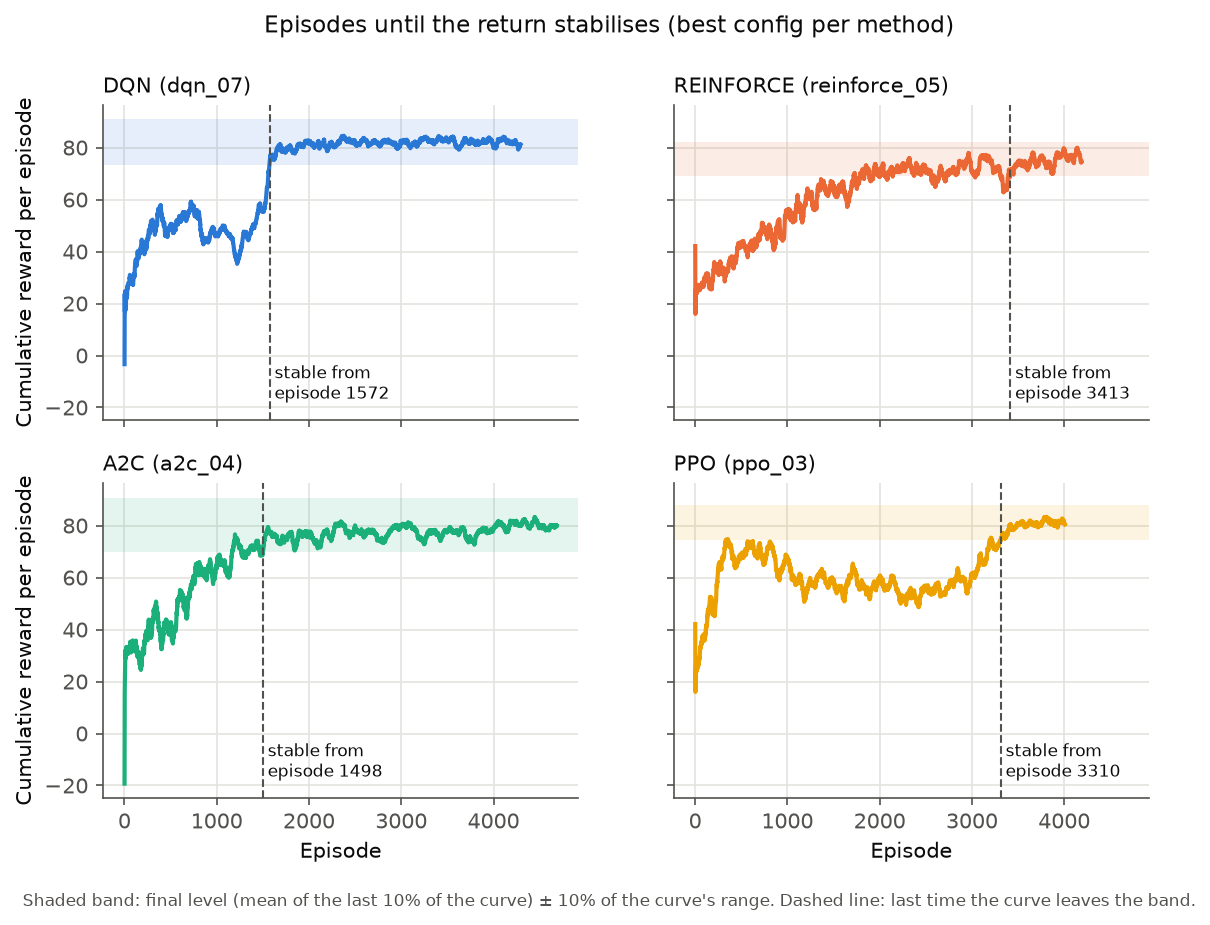 Episodes until the return stabilises (best config per method)
DQN (dqn_07)
REINFORCE (reinforce_05)
Cumulative reward per episode
80
60
40
20
0
−20
stable from
episode 1572
stable from
episode 3413
A2C (a2c_04)
PPO (ppo_03)
Cumulative reward per episode
80
60
40
20
0
−20
stable from
episode 1498
stable from
episode 3310
0 1000 2000 3000 4000
0 1000 2000 3000 4000
Episode
Episode
Shaded band: final level (mean of the last 10% of the curve) ± 10% of the curve's range. Dashed line: last time the curve leaves the band.